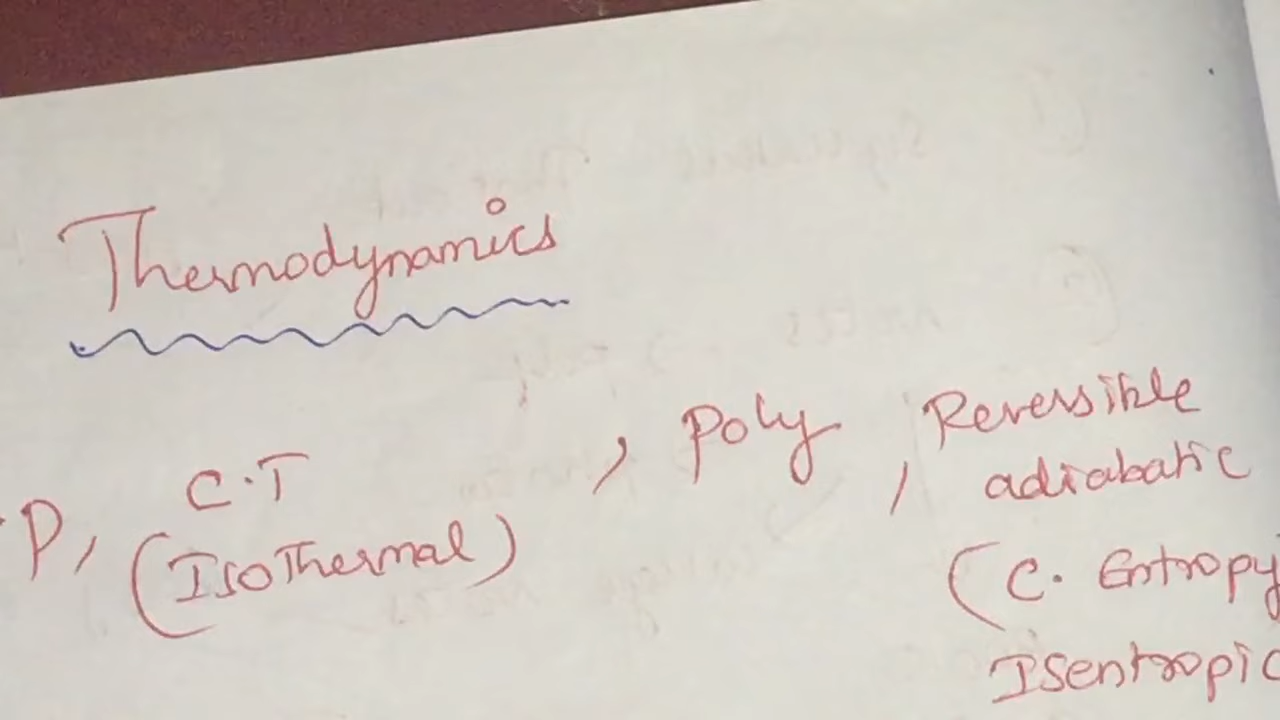 Thermodynamics
C.T , Poly , Reversible
P, (Isothermal) adiabatic
(C. Entropy
Isentropic